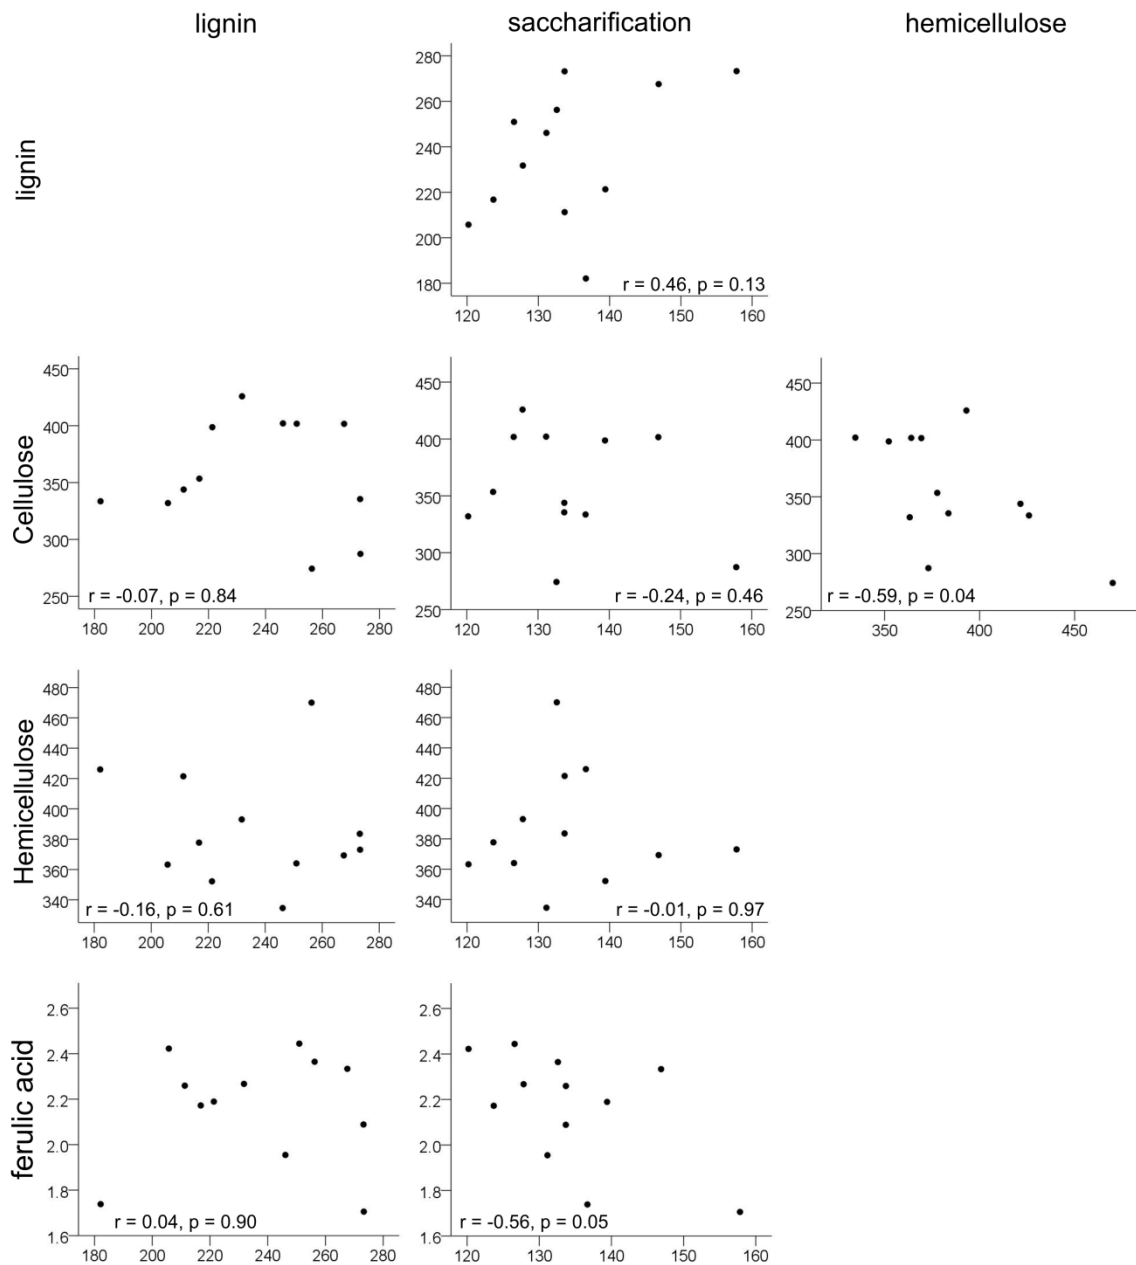 lignin saccharification hemicellulose
lignin
280
260
240
220
200
180
r = 0.46, p = 0.13
120 130 140 150 160
Cellulose
450
400
350
300
250
r = -0.07, p = 0.84
180 200 220 240 260 280
450
400
350
300
250
r = -0.24, p = 0.46
120 130 140 150 160
450
400
350
300
250
r = -0.59, p = 0.04
350 400 450
Hemicellulose
480
460
440
420
400
380
360
340
r = -0.16, p = 0.61
180 200 220 240 260 280
480
460
440
420
400
380
360
340
r = -0.01, p = 0.97
120 130 140 150 160
ferulic acid
2.6
2.4
2.2
2.0
1.8
1.6
r = 0.04, p = 0.90
180 200 220 240 260 280
2.6
2.4
2.2
2.0
1.8
1.6
r = -0.56, p = 0.05
120 130 140 150 160